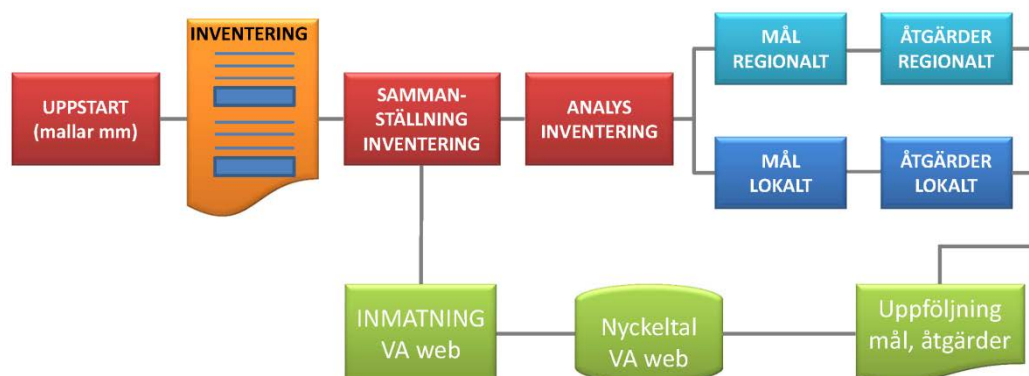 INVENTERING
UPPSTART
(mallar mm)
SAMMAN-
STÄLLNING
INVENTERING
ANALYS
INVENTERING
MÅL
REGIONALT
ÅTGÄRDER
REGIONALT
MÅL
LOKALT
ÅTGÄRDER
LOKALT
INMATNING
VA web
Nyckeltal
VA web
Uppföljning
mål, åtgärder